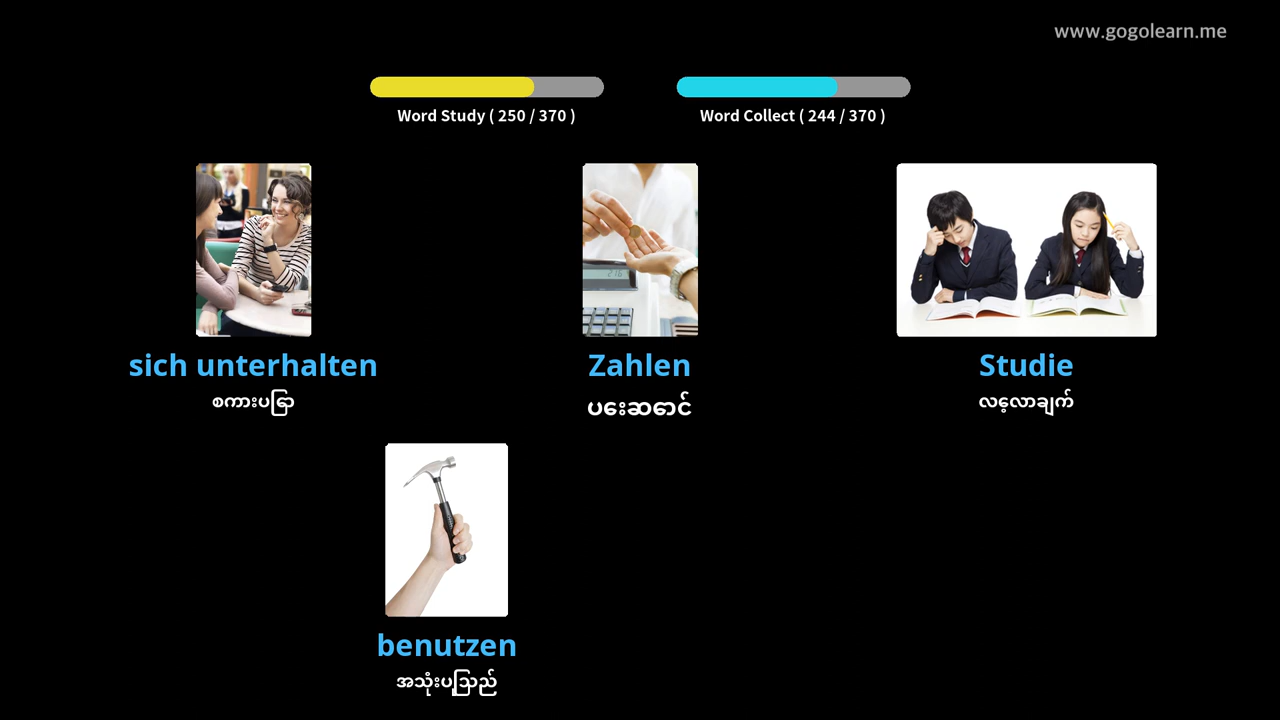 www.gogolearn.me
Word Study ( 250 / 370 )
Word Collect ( 244 / 370 )
sich unterhalten
စကားပြော
Zahlen
ပေးဆောင်
Studie
လေ့လာချက်
benutzen
အသုံးပြုသည်